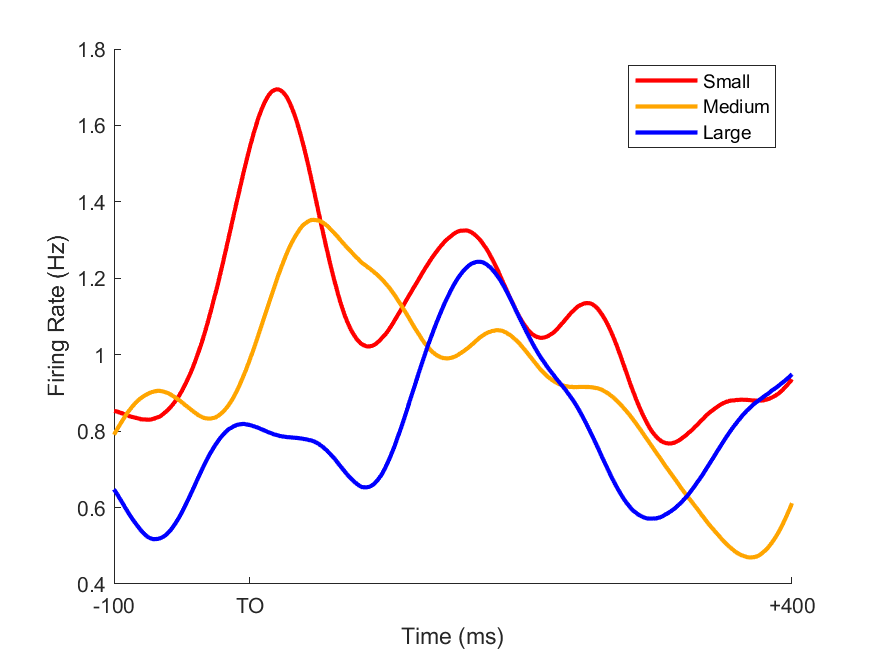 1.8
1.6
1.4
1.2
1
0.8
0.6
0.4
Firing Rate (Hz)
Small
Medium
Large
-100 TO +400
Time (ms)